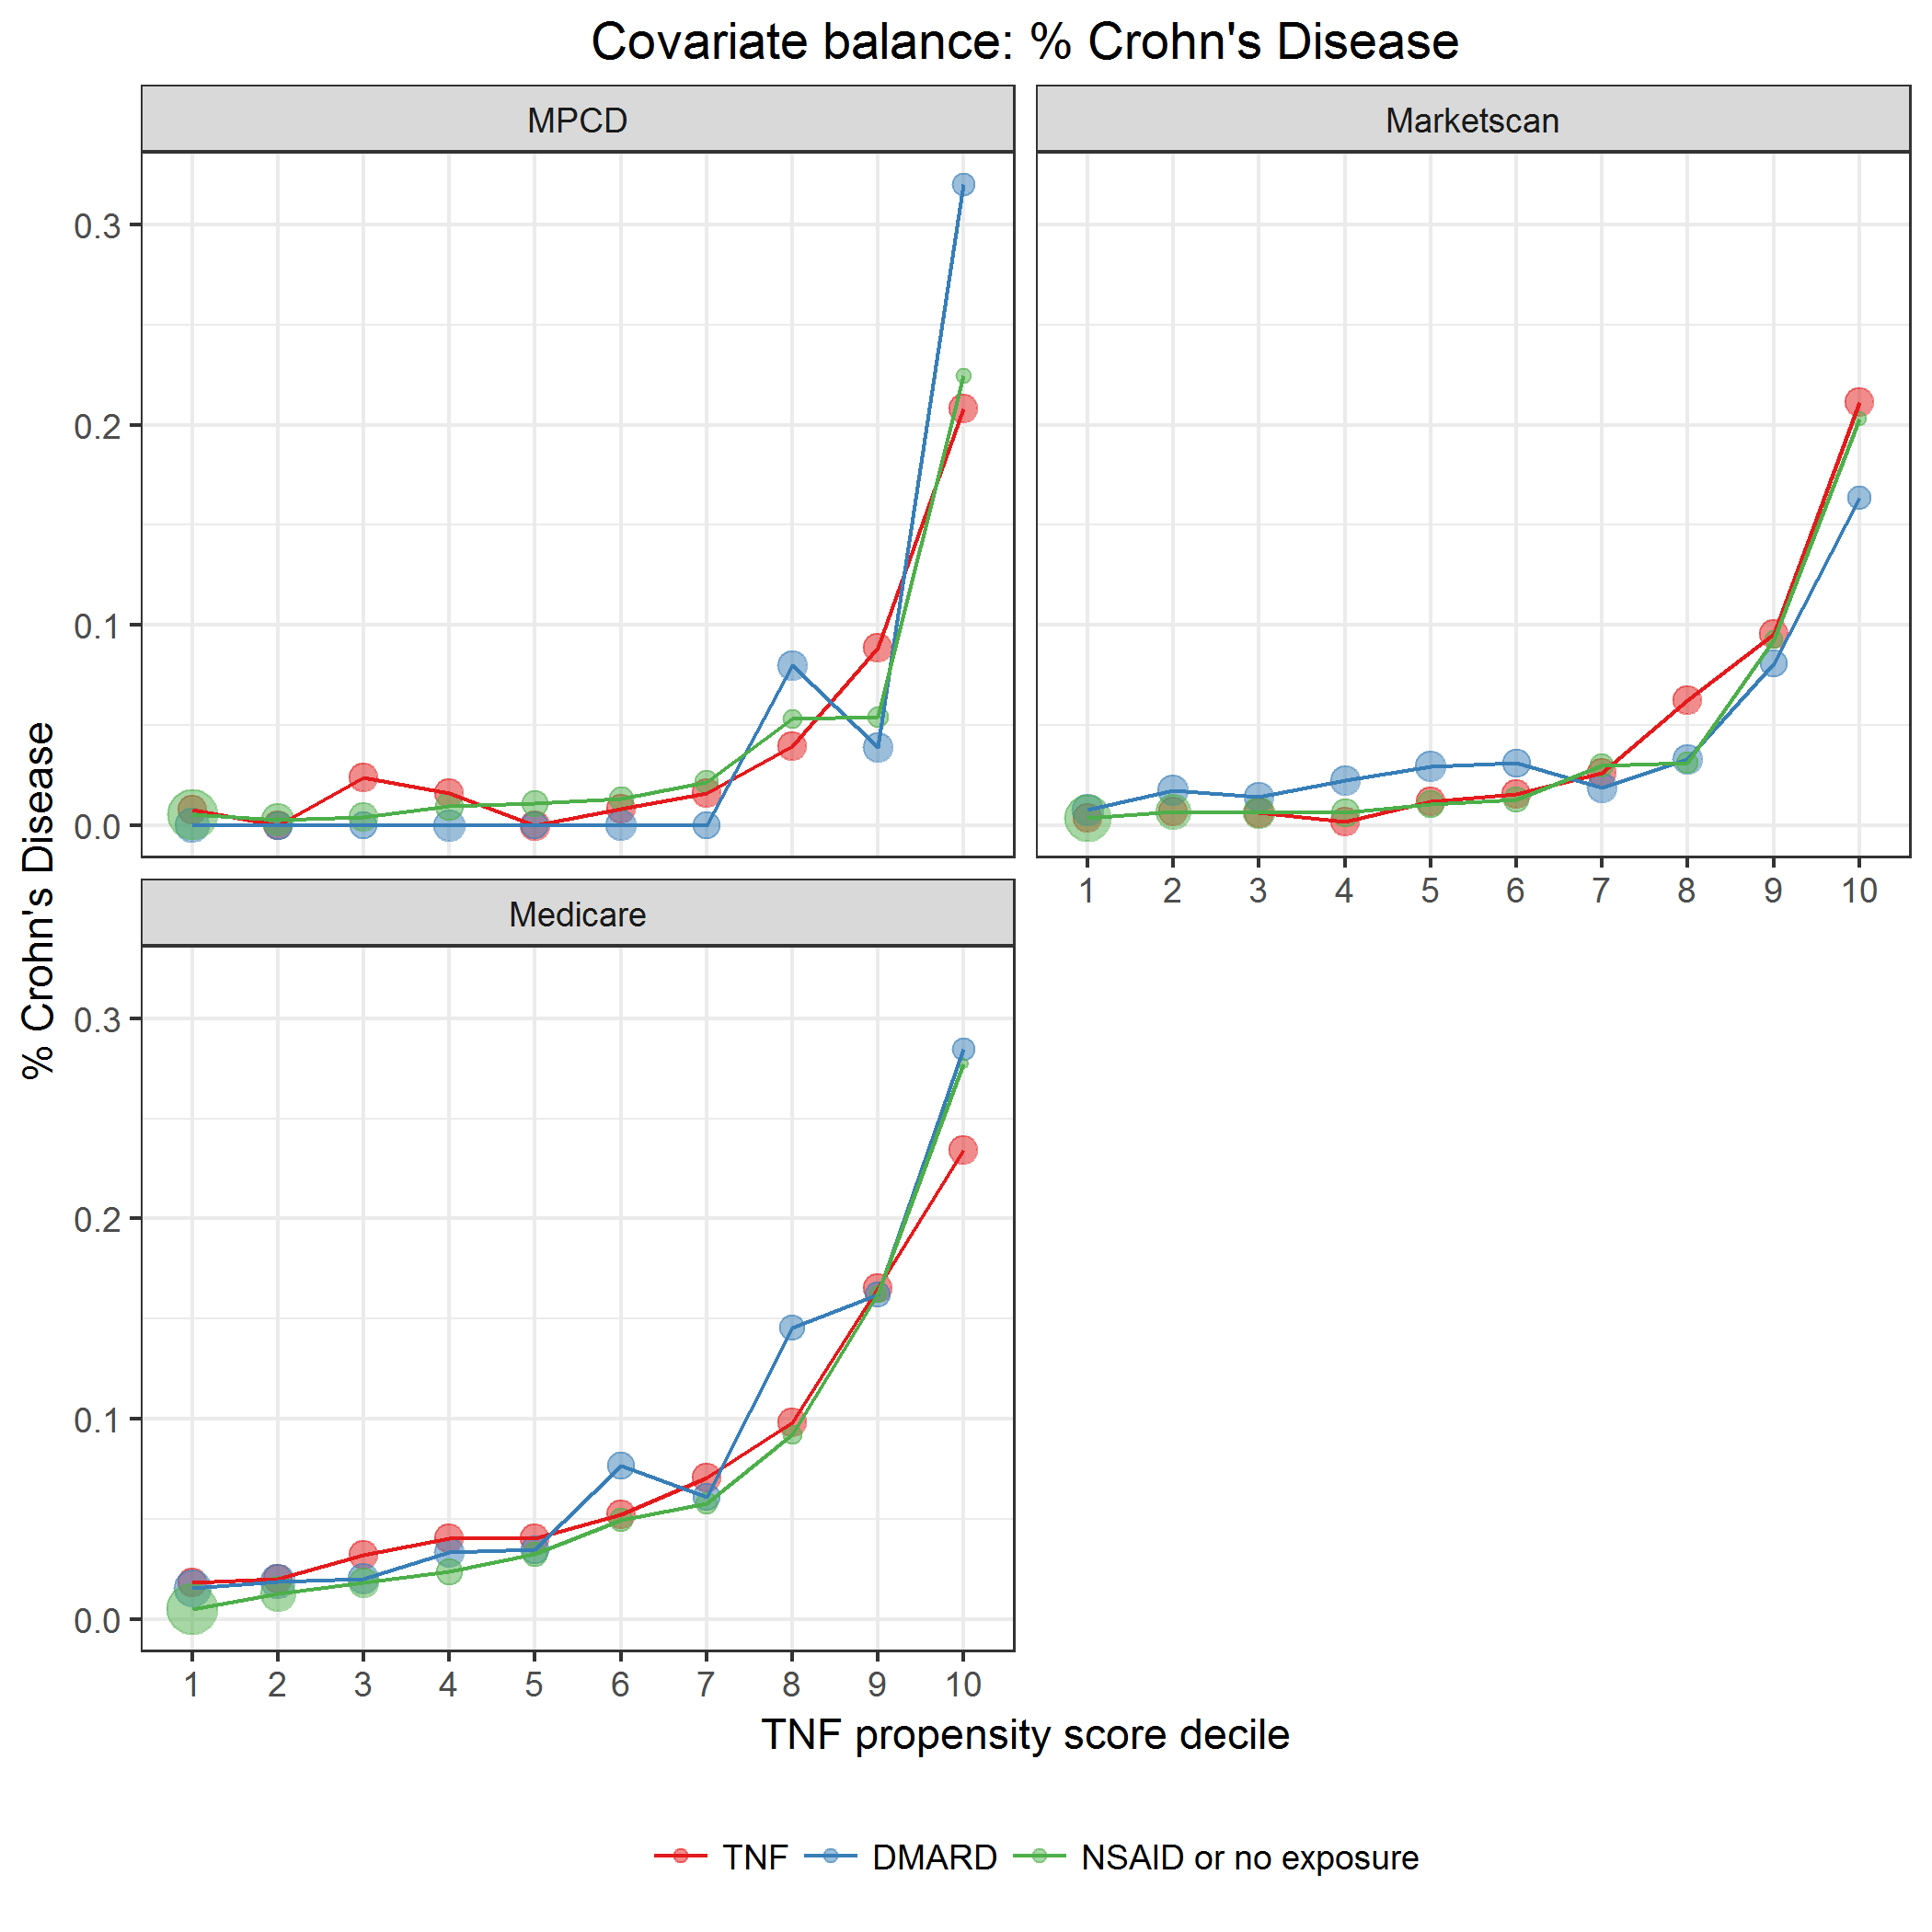 Covariate balance: % Crohn's Disease
MPCD
Marketscan
0.3
0.2
0.1
0.0
1 2 3 4 5 6 7 8 9 10
Medicare
0.3
0.2
0.1
0.0
1 2 3 4 5 6 7 8 9 10
% Crohn's Disease
TNF propensity score decile
TNF DMARD NSAID or no exposure